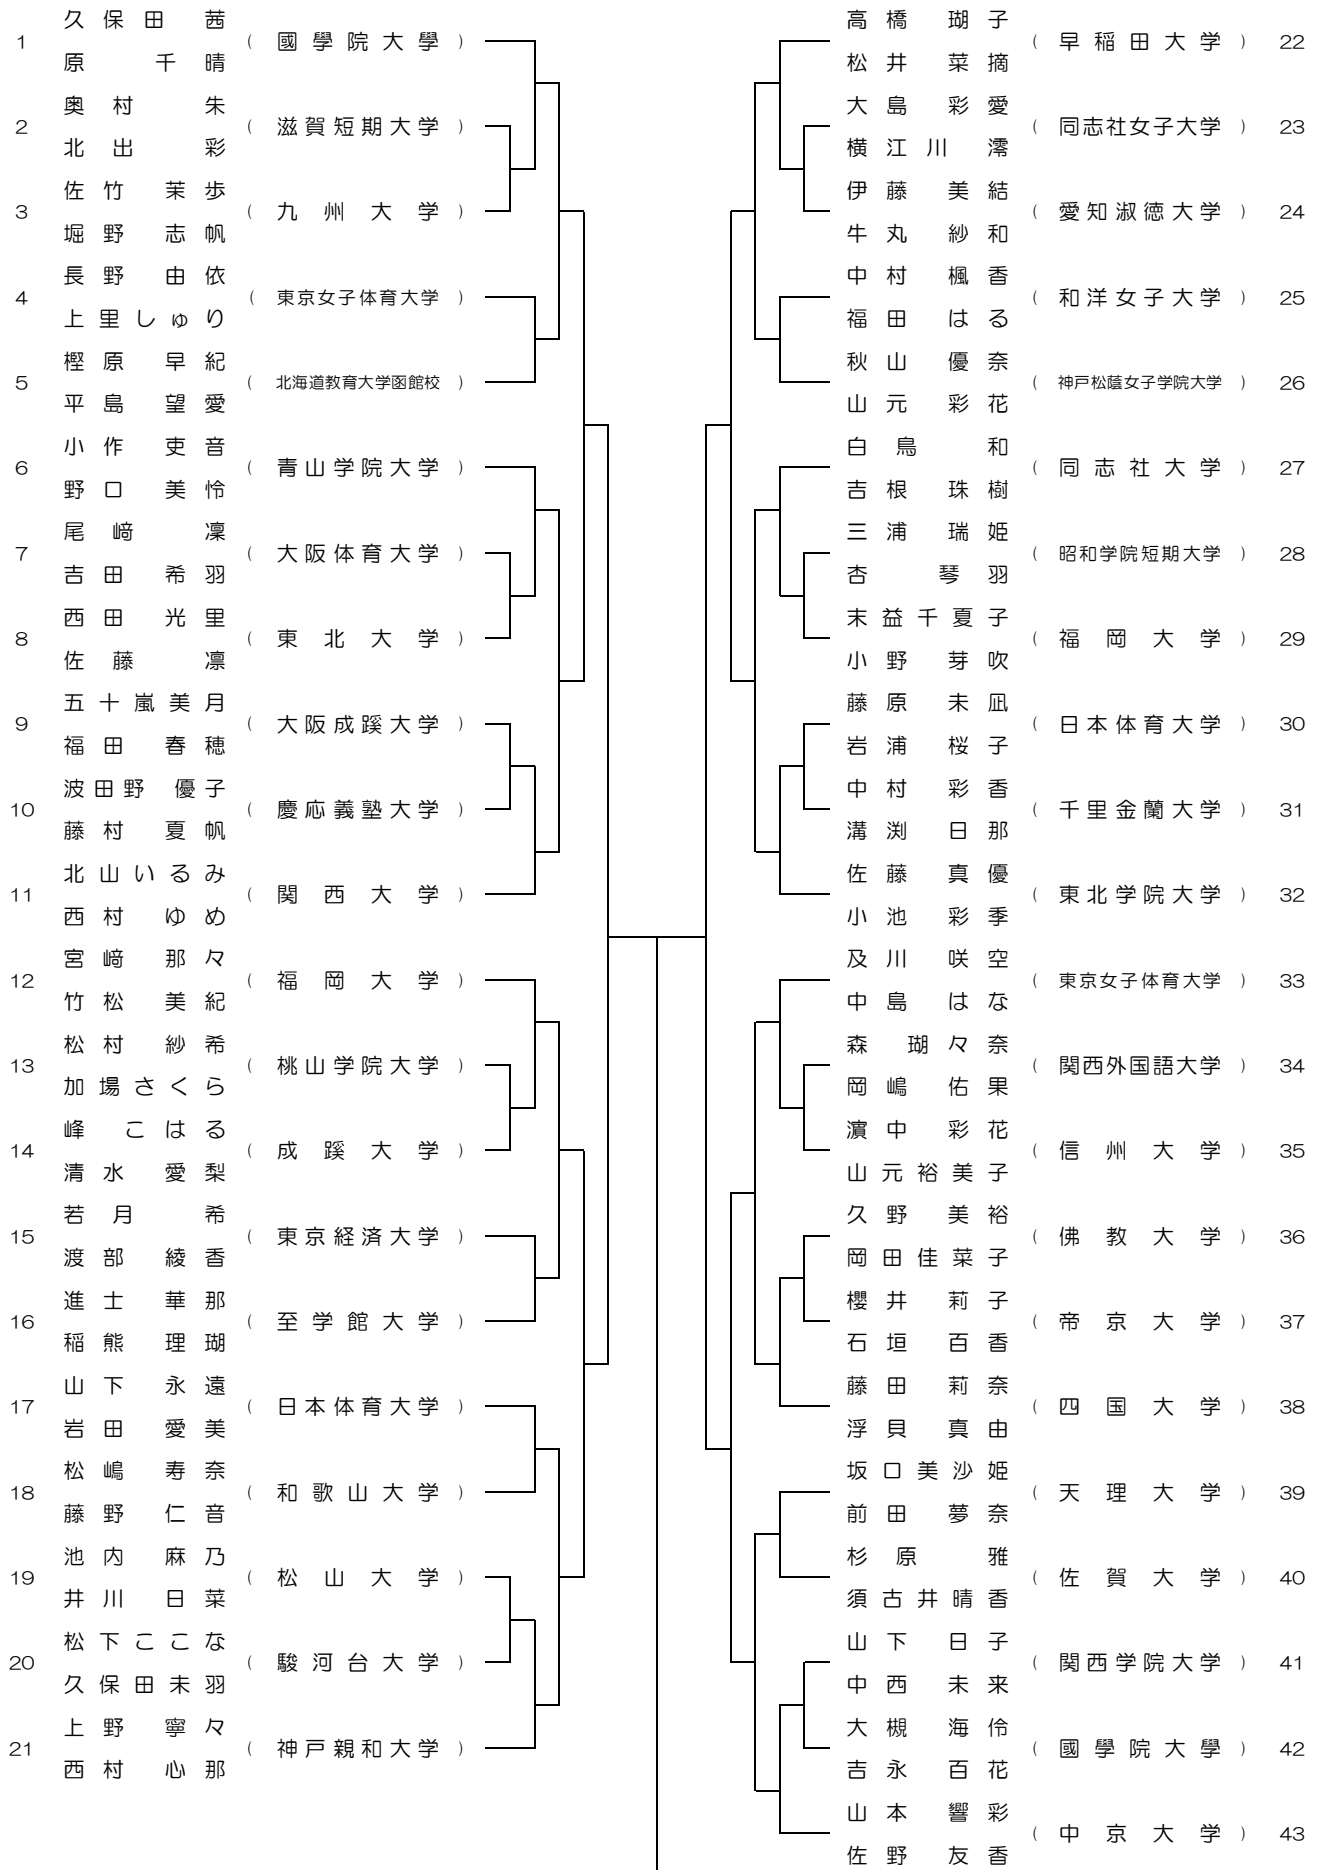 久保田　茜
1 （國學院大學）
原　千晴
奥村　朱
2 （滋賀短期大学）
北出　彩
佐竹　茉歩
3 （九州大学）
堀野　志帆
長野　由依
4 （東京女子体育大学）
上里しゅり
樫原　早紀
5 （北海道教育大学函館校）
平島　望愛
小作　吏音
6 （青山学院大学）
野口　美怜
尾﨑　凜
7 （大阪体育大学）
吉田　希羽
西田　光里
8 （東北大学）
佐藤　凛
五十嵐美月
9 （大阪成蹊大学）
福田　春穂
波田野　優子
10 （慶応義塾大学）
藤村　夏帆
北山いるみ
11 （関西大学）
西村　ゆめ
宮﨑　那々
12 （福岡大学）
竹松　美紀
松村　紗希
13 （桃山学院大学）
加場さくら
峰　こはる
14 （成蹊大学）
清水　愛梨
若月　希
15 （東京経済大学）
渡部　綾香
進士　華那
16 （至学館大学）
稲熊　理瑚
山下　永遠
17 （日本体育大学）
岩田　愛美
松嶋　寿奈
18 （和歌山大学）
藤野　仁音
池内　麻乃
19 （松山大学）
井川　日菜
松下ここな
20 （駿河台大学）
久保田未羽
上野　寧々
21 （神戸親和大学）
西村　心那
高橋　瑚子
（早稲田大学） 22
松井　菜摘
大島　彩愛
（同志社女子大学） 23
横江川　澪
伊藤　美結
（愛知淑徳大学） 24
牛丸　紗和
中村　楓香
（和洋女子大学） 25
福田　はる
秋山　優奈
（神戸松蔭女子学院大学） 26
山元　彩花
白鳥　和
（同志社大学） 27
吉根　珠樹
三浦　瑞姫
（昭和学院短期大学） 28
杏　琴羽
末益千夏子
（福岡大学） 29
小野　芽吹
藤原　未凪
（日本体育大学） 30
岩浦　桜子
中村　彩香
（千里金蘭大学） 31
溝渕　日那
佐藤　真優
（東北学院大学） 32
小池　彩季
及川　咲空
（東京女子体育大学） 33
中島　はな
森　瑚々奈
（関西外国語大学） 34
岡嶋　佑果
濵中　彩花
（信州大学） 35
山元裕美子
久野　美裕
（佛教大学） 36
岡田佳菜子
櫻井　莉子
（帝京大学） 37
石垣　百香
藤田　莉奈
（四国大学） 38
浮貝　真由
坂口美沙姫
（天理大学） 39
前田　夢奈
杉原　雅
（佐賀大学） 40
須古井晴香
山下　日子
（関西学院大学） 41
中西　未来
大槻　海伶
（國學院大學） 42
吉永　百花
山本　響彩
（中京大学） 43
佐野　友香